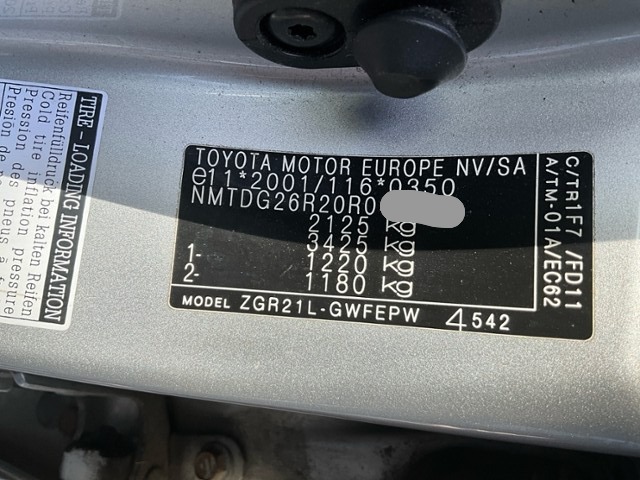 TIRE - LOADING INFORMATION
Reifenfülldruck bei kalten Reifen
Cold tire inflation pressure
Pression des pneus
Presión de
TOYOTA MOTOR EUROPE NV/SA
e11*2001/116*0350
NMTDG26R20R0
2125 kg
3425 kg
1- 1220 kg
2- 1180 kg
MODEL ZGR21L-GWFEPW 4542
C/TR1F7 /FD11
A/TM:01A/EC62